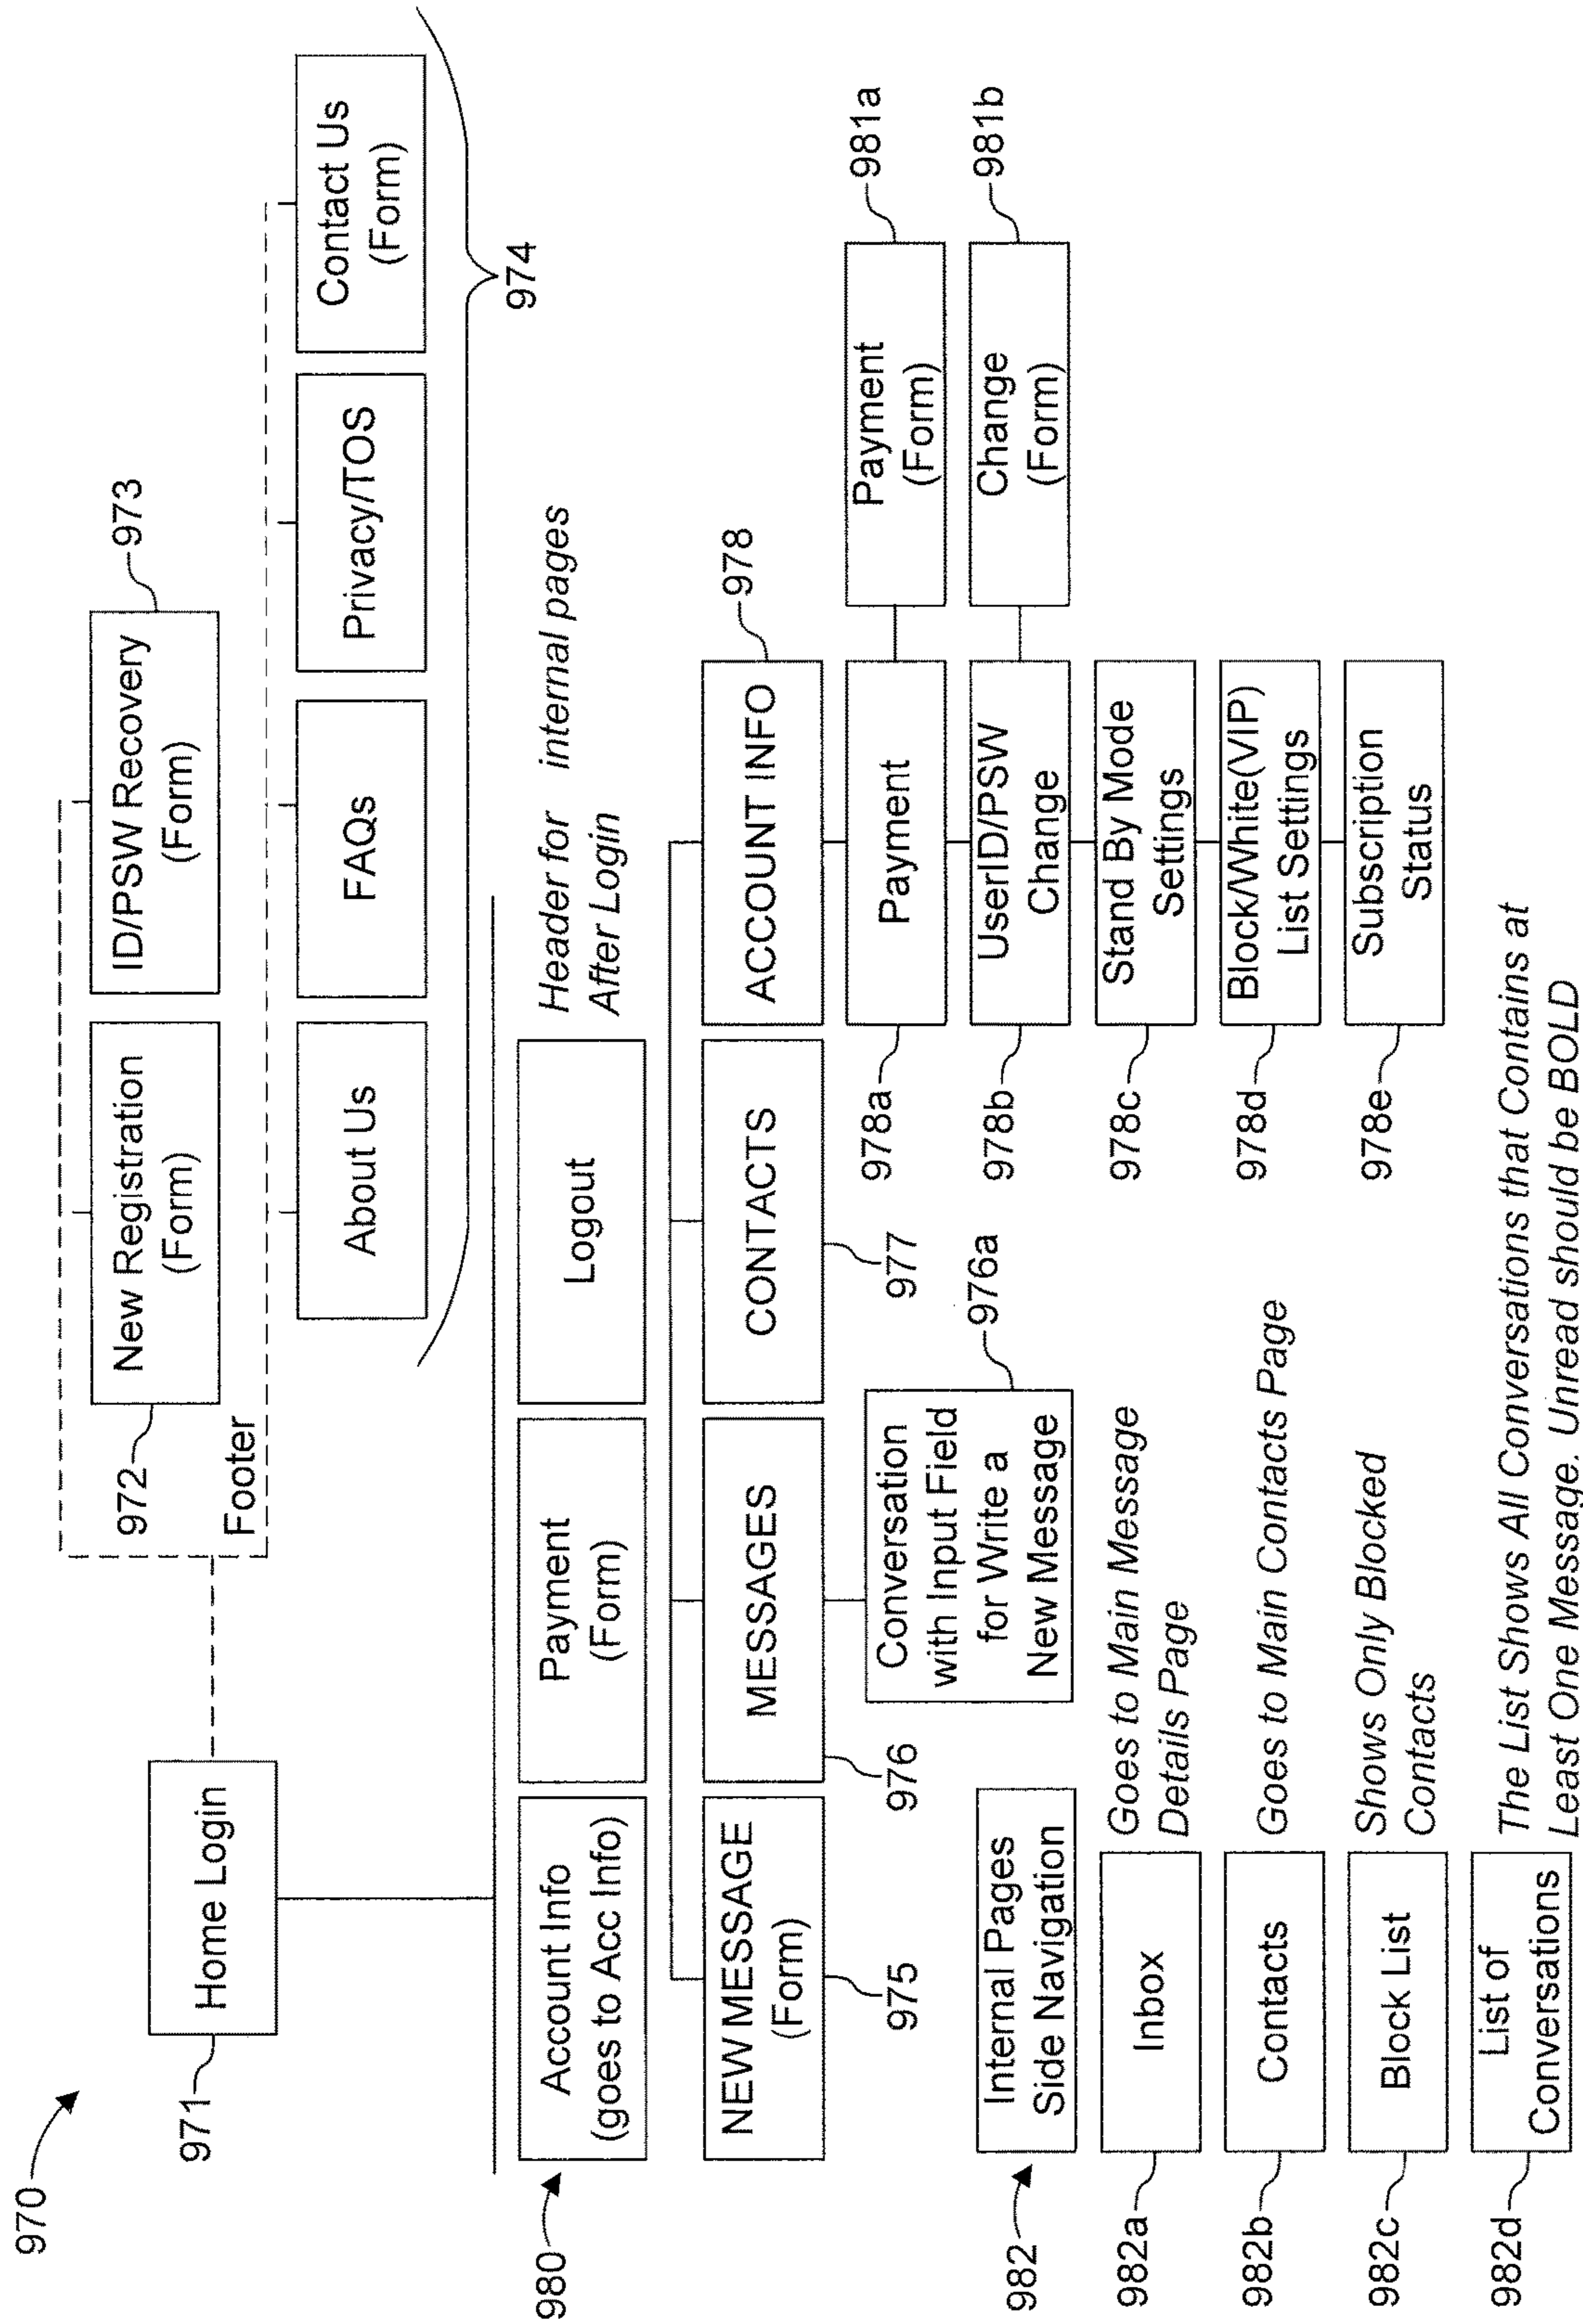 970
971
Home Login
972
New Registration
(Form)
ID/PSW Recovery
(Form)
973
Footer
About Us
FAQs
Privacy/TOS
Contact Us
(Form)
974
980
Account Info
(goes to Acc Info)
Payment
(Form)
Logout
Header for internal pages
After Login
NEW MESSAGE
(Form)
975
MESSAGES
976
CONTACTS
977
ACCOUNT INFO
978
Conversation
with Input Field
for Write a
New Message
976a
978a
Payment
Payment
(Form)
981a
978b
UserID/PSW
Change
Change
(Form)
981b
978c
Stand By Mode
Settings
978d
Block/White(VIP)
List Settings
978e
Subscription
Status
982
Internal Pages
Side Navigation
982a
Inbox
Goes to Main Message
Details Page
982b
Contacts
Goes to Main Contacts Page
982c
Block List
Shows Only Blocked
Contacts
982d
List of
Conversations
The List Shows All Conversations that Contains at
Least One Message. Unread should be BOLD